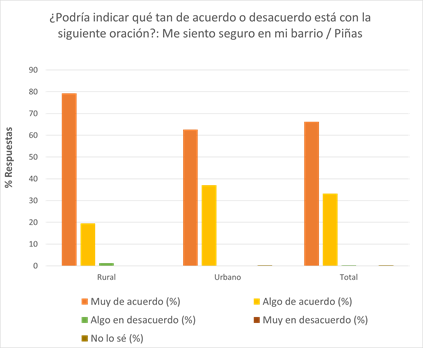 ¿Podría indicar qué tan de acuerdo o desacuerdo está con la
siguiente oración?: Me siento seguro en mi barrio / Piñas
% Respuestas
90
80
70
60
50
40
30
20
10
0
Rural Urbano Total
Muy de acuerdo (%) Algo de acuerdo (%)
Algo en desacuerdo (%) Muy en desacuerdo (%)
No lo sé (%)